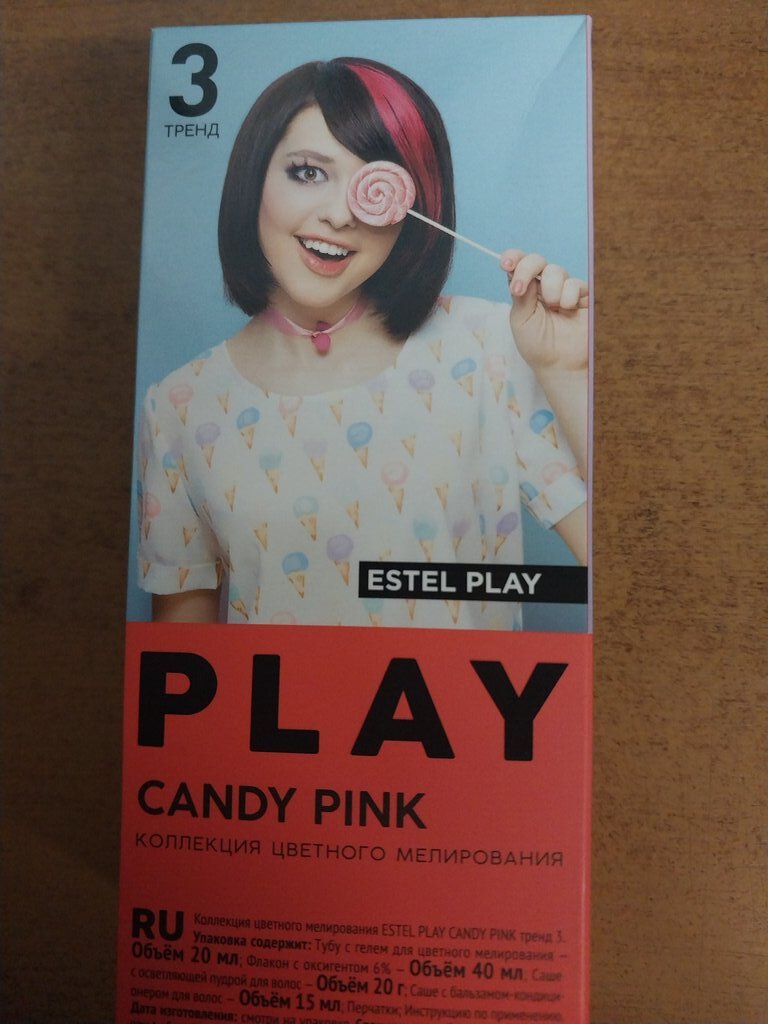 3
ТРЕНД
ESTEL PLAY
PLAY
CANDY PINK
КОЛЛЕКЦИЯ ЦВЕТНОГО МЕЛИРОВАНИЯ
RU Коллекция цветного мелирования ESTEL PLAY CANDY PINK тренд 3.
Упаковка содержит: Тубу с гелем для цветного мелирования –
Объём 20 мл; Флакон с оксигентом 6% – Объём 40 мл, Саше
с осветляющей пудрой для волос – Объём 20 г; Саше с бальзамом-кондици-
онером для волос – Объём 15 мл; Перчатки; Инструкцию по применению.
Дата изготовления: смотри на упаковке.